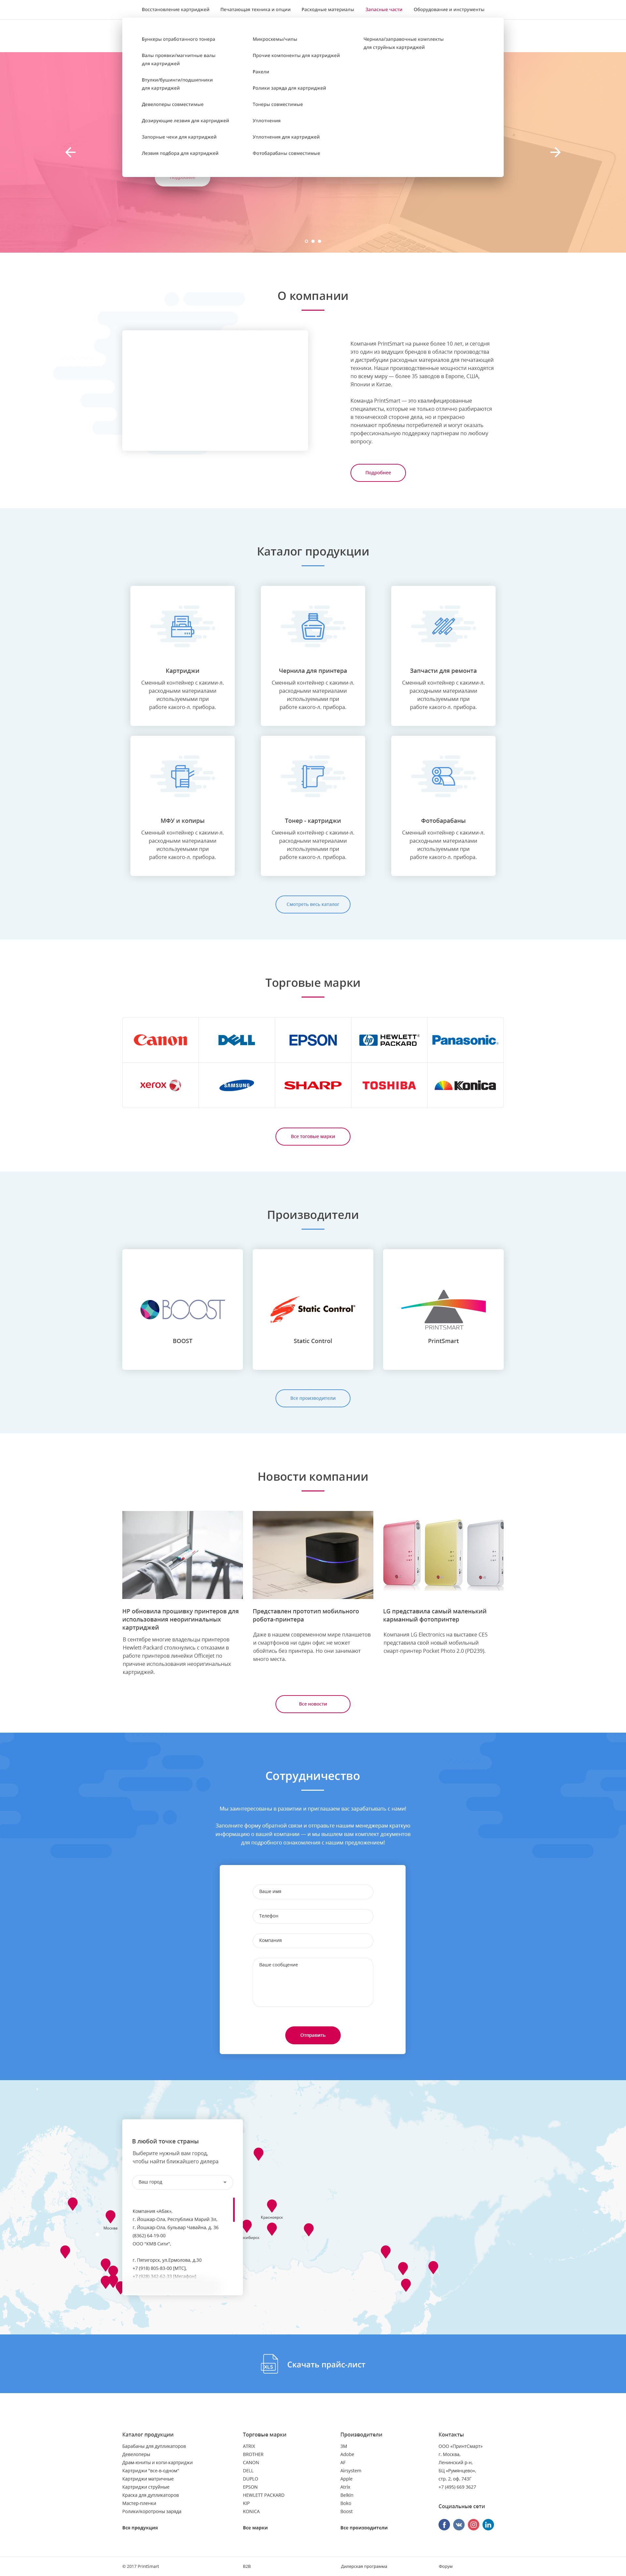 Восстановление картриджей Печатающая техника и опции Расходные материалы Запасные части Оборудование и инструменты
Бункеры отработанного тонера
Валы проявки/магнитные валы
для картриджей
Втулки/бушинги/подшипники
для картриджей
Девелоперы совместимые
Дозирующие лезвия для картриджей
Запорные чеки для картриджей
Лезвия подбора для картриджей
Микросхемы/чипы
Прочие компоненты для картриджей
Ракели
Ролики заряда для картриджей
Тонеры совместимые
Уплотнения
Уплотнения для картриджей
Фотобарабаны совместимые
Чернила/заправочные комплекты
для струйных картриджей
О компании
Компания PrintSmart на рынке более 10 лет, и сегодня
это один из ведущих брендов в области производства
и дистрибуции расходных материалов для печатающей
техники. Наши производственные мощности находятся
по всему миру — более 35 заводов в Европе, США,
Японии и Китае.
Команда PrintSmart — это квалифицированные
специалисты, которые не только отлично разбираются
в технической стороне дела, но и прекрасно
понимают проблемы потребителей и могут оказать
профессиональную поддержку партнерам по любому
вопросу.
Подробнее
Каталог продукции
Картриджи
Сменный контейнер с какими-л.
расходными материалами
используемыми при
работе какого-л. прибора.
Чернила для принтера
Сменный контейнер с какими-л.
расходными материалами
используемыми при
работе какого-л. прибора.
Запчасти для ремонта
Сменный контейнер с какими-л.
расходными материалами
используемыми при
работе какого-л. прибора.
МФУ и копиры
Сменный контейнер с какими-л.
расходными материалами
используемыми при
работе какого-л. прибора.
Тонер - картриджи
Сменный контейнер с какими-л.
расходными материалами
используемыми при
работе какого-л. прибора.
Фотобарабаны
Сменный контейнер с какими-л.
расходными материалами
используемыми при
работе какого-л. прибора.
Смотреть весь каталог
Торговые марки
Canon DELL EPSON hp HEWLETT PACKARD Panasonic
xerox SAMSUNG SHARP TOSHIBA Konica
Все тоговые марки
Производители
BOOST
BOOST
Static Control
Static Control
PRINTSMART
PrintSmart
Все производители
Новости компании
HP обновила прошивку принтеров для
использования неоригинальных
картриджей
В сентябре многие владельцы принтеров
Hewlett Packard столкнулись с отказами в
работе принтеров линейки OfficeJet по
причине использования неоригинальных
картриджей.
Представлен прототип мобильного
робота-принтера
Даже в нашем современном мире планшетов
и смартфонов ни один офис не может
обойтись без принтера. Но они занимают
много места.
LG представила самый маленький
карманный фотопринтер
Компания LG Electronics на выставке CES
представила свой новый мобильный
смарт-принтер Pocket Photo 2.0 (PD239).
Все новости
Сотрудничество
Мы заинтересованы в развитии и приглашаем вас зарабатывать с нами!
Заполните форму обратной связи и отправьте нашим менеджерам краткую
информацию о вашей компании — и мы вышлем вам комплект документов
для подробного ознакомления с нашим предложением!
Ваше имя
Телефон
Компания
Ваше сообщение
Отправить
В любой точке страны
Выберите нужный вам город,
чтобы найти ближайшего дилера
Ваш город
Компания «Абак»,
г. Йошкар-Ола, Республика Марий Эл,
г. Йошкар-Ола, бульвар Чавайна, д. 36
(8362) 64-19-00
ООО "КМВ Сити",
г. Пятигорск, ул.Ермолова, д.30
+7 (918) 805-83-00 [МТС],
Москва
Красноярск
XLS
Скачать прайс-лист
Каталог продукции
Барабаны для дупликаторов
Девелоперы
Драм-юниты и копи-картриджи
Картриджи "все-в-одном"
Картриджи матричные
Картриджи струйные
Краска для дупликаторов
Мастер-пленки
Ролики/коротроны заряда
Вся продукция
Торговые марки
ATRIX
BROTHER
CANON
DELL
DUPLO
EPSON
HEWLETT PACKARD
KIP
KONICA
Все марки
Производители
3M
Adobe
AF
Airsystem
Apple
Atrix
Belkin
Boko
Boost
Все производители
Контакты
ООО «ПринтСмарт»
г. Москва,
Ленинский р-н,
БЦ «Румянцево»,
стр. 2, оф. 743Г
+7 (495) 669 3627
Социальные сети
© 2017 PrintSmart B2B Дилерская программа Форум